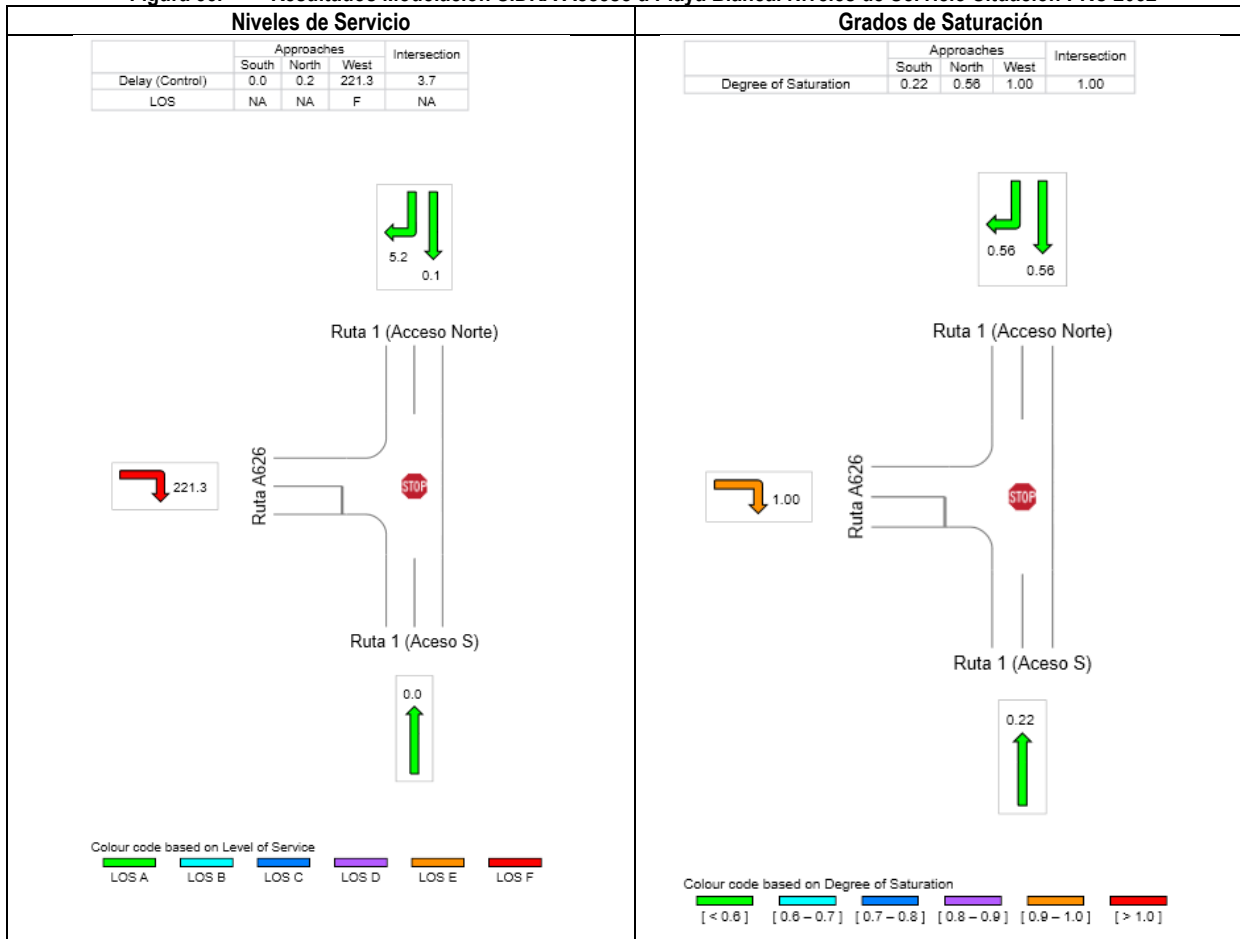 Niveles de Servicio
Approaches Intersection
South North West
Delay (Control) 0.0 0.2 221.3 3.7
LOS NA NA F NA
5.2
0.1
Ruta 1 (Acceso Norte)
Ruta A626
221.3
STOP
Ruta 1 (Aceso S)
0.0
Colour code based on Level of Service
LOS A LOS B LOS C LOS D LOS E LOS F
Grados de Saturación
Approaches Intersection
South North West
Degree of Saturation 0.22 0.56 1.00 1.00
0.56
0.56
Ruta 1 (Acceso Norte)
Ruta A626
1.00
STOP
Ruta 1 (Aceso S)
0.22
Colour code based on Degree of Saturation
[ < 0.6 ] [ 0.6 – 0.7 ] [ 0.7 – 0.8 ] [ 0.8 – 0.9 ] [ 0.9 – 1.0 ] [ > 1.0 ]